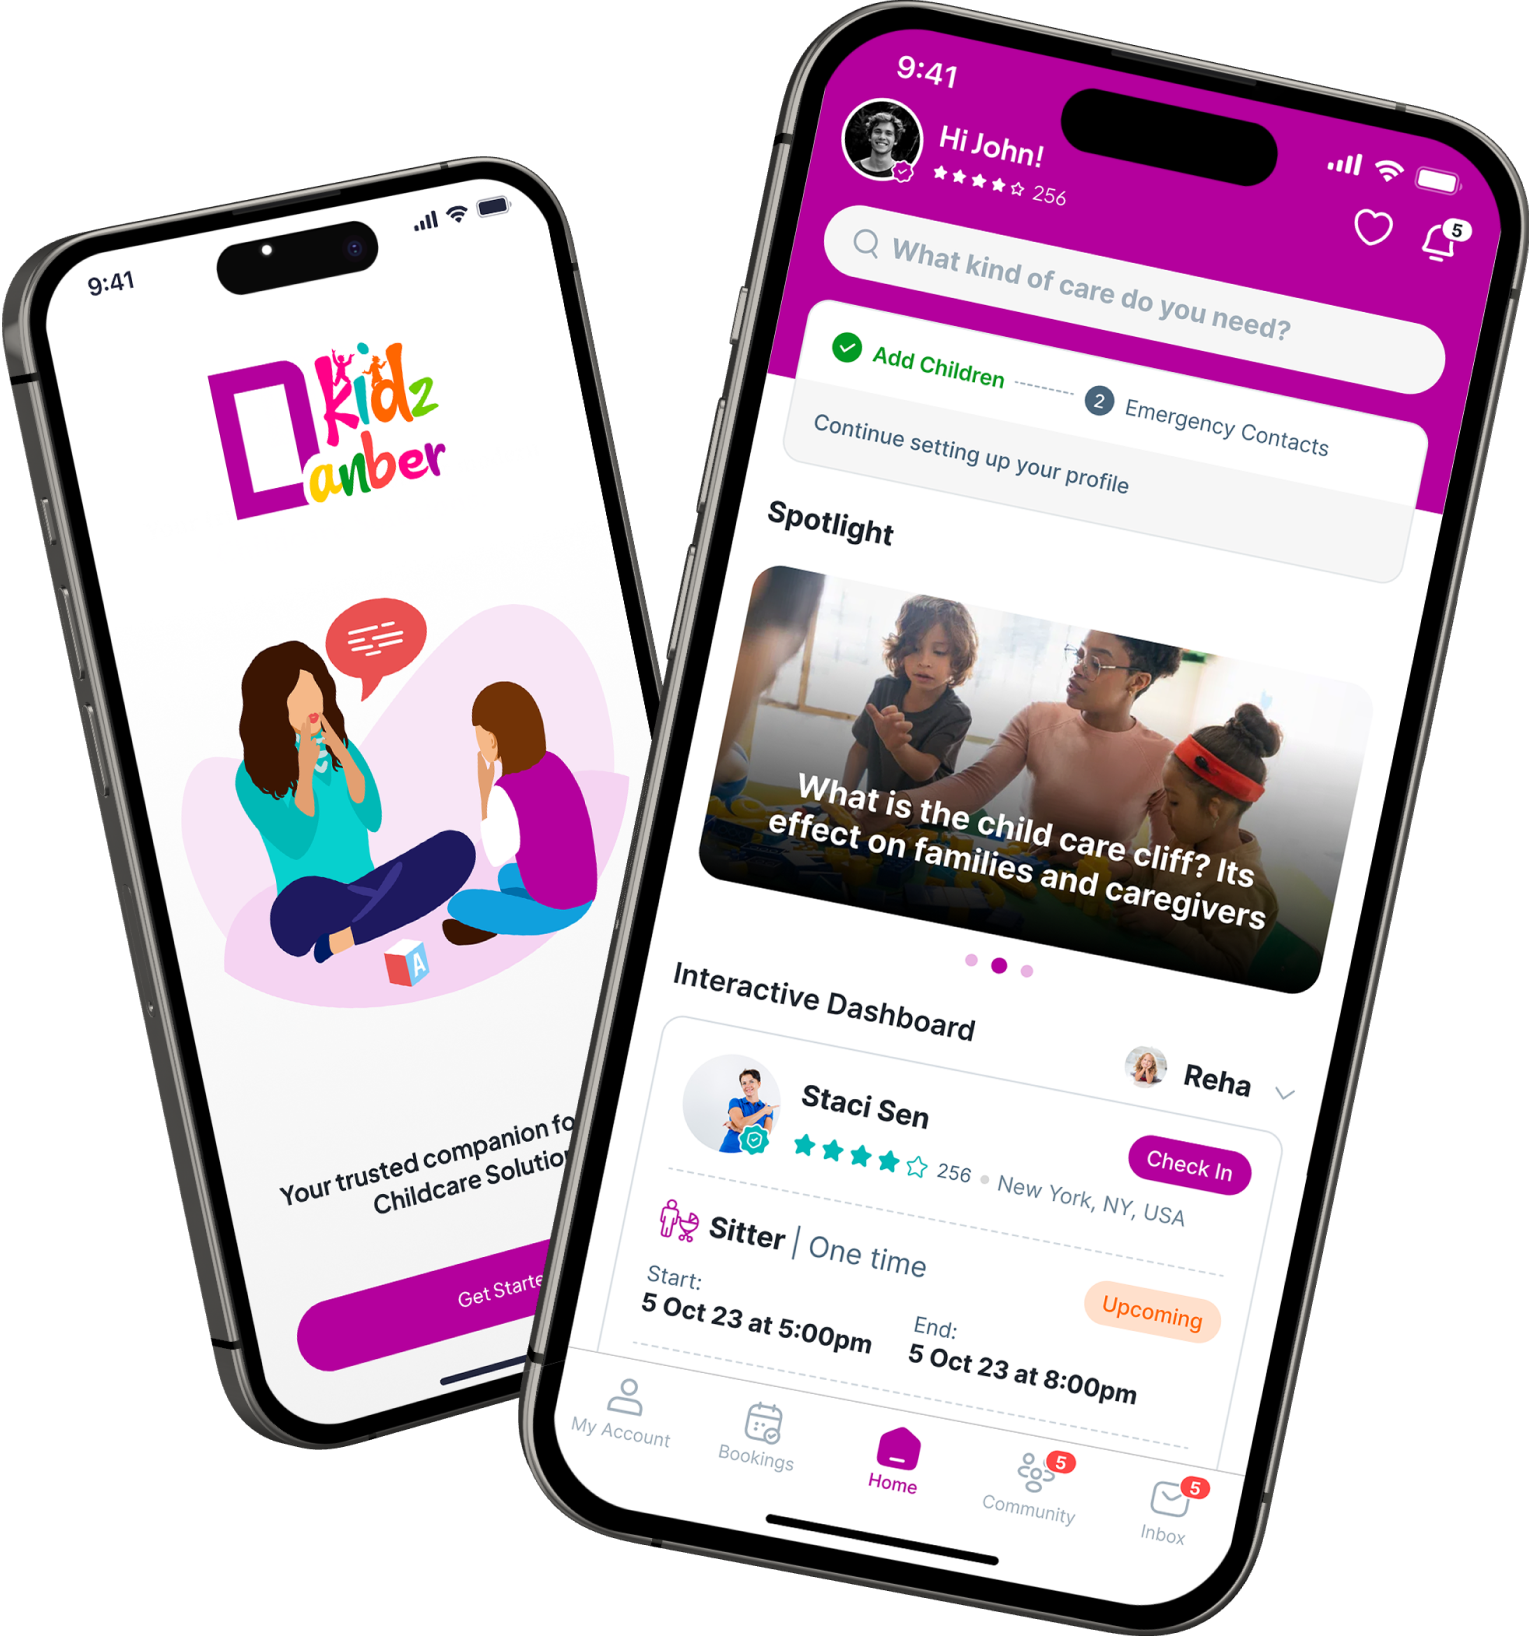 9:41
kidz
anber
A
Your trusted companion fo
Childcare Solution
Get Starte
9:41
Hi John!
256
5
What kind of care do you need?
Add Children
2
Emergency Contacts
Continue setting up your profile
Spotlight
What is the child care cliff? Its
effect on families and caregivers
Interactive Dashboard
Reha
Staci Sen
256
New York, NY, USA
Check In
Sitter | One time
Upcoming
Start:
5 Oct 23 at 5:00pm
End:
5 Oct 23 at 8:00pm
My Account
Bookings
Home
5
Community
5
Inbox